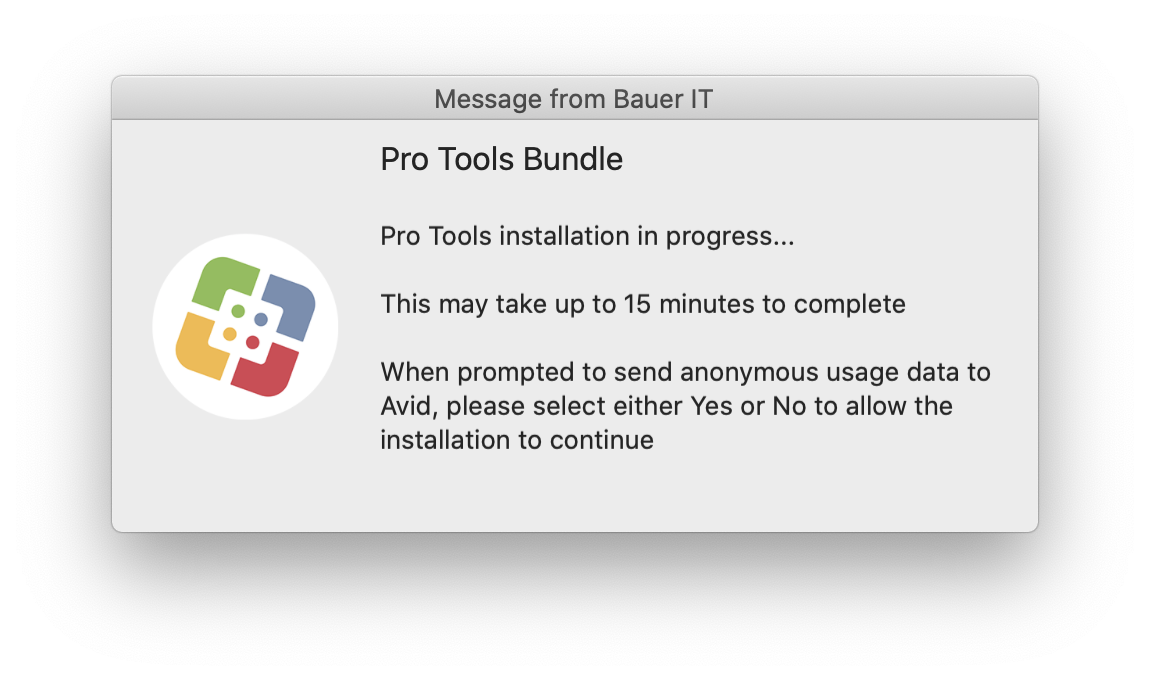 Message from Bauer IT
Pro Tools Bundle
Pro Tools installation in progress...
This may take up to 15 minutes to complete
When prompted to send anonymous usage data to
Avid, please select either Yes or No to allow the
installation to continue